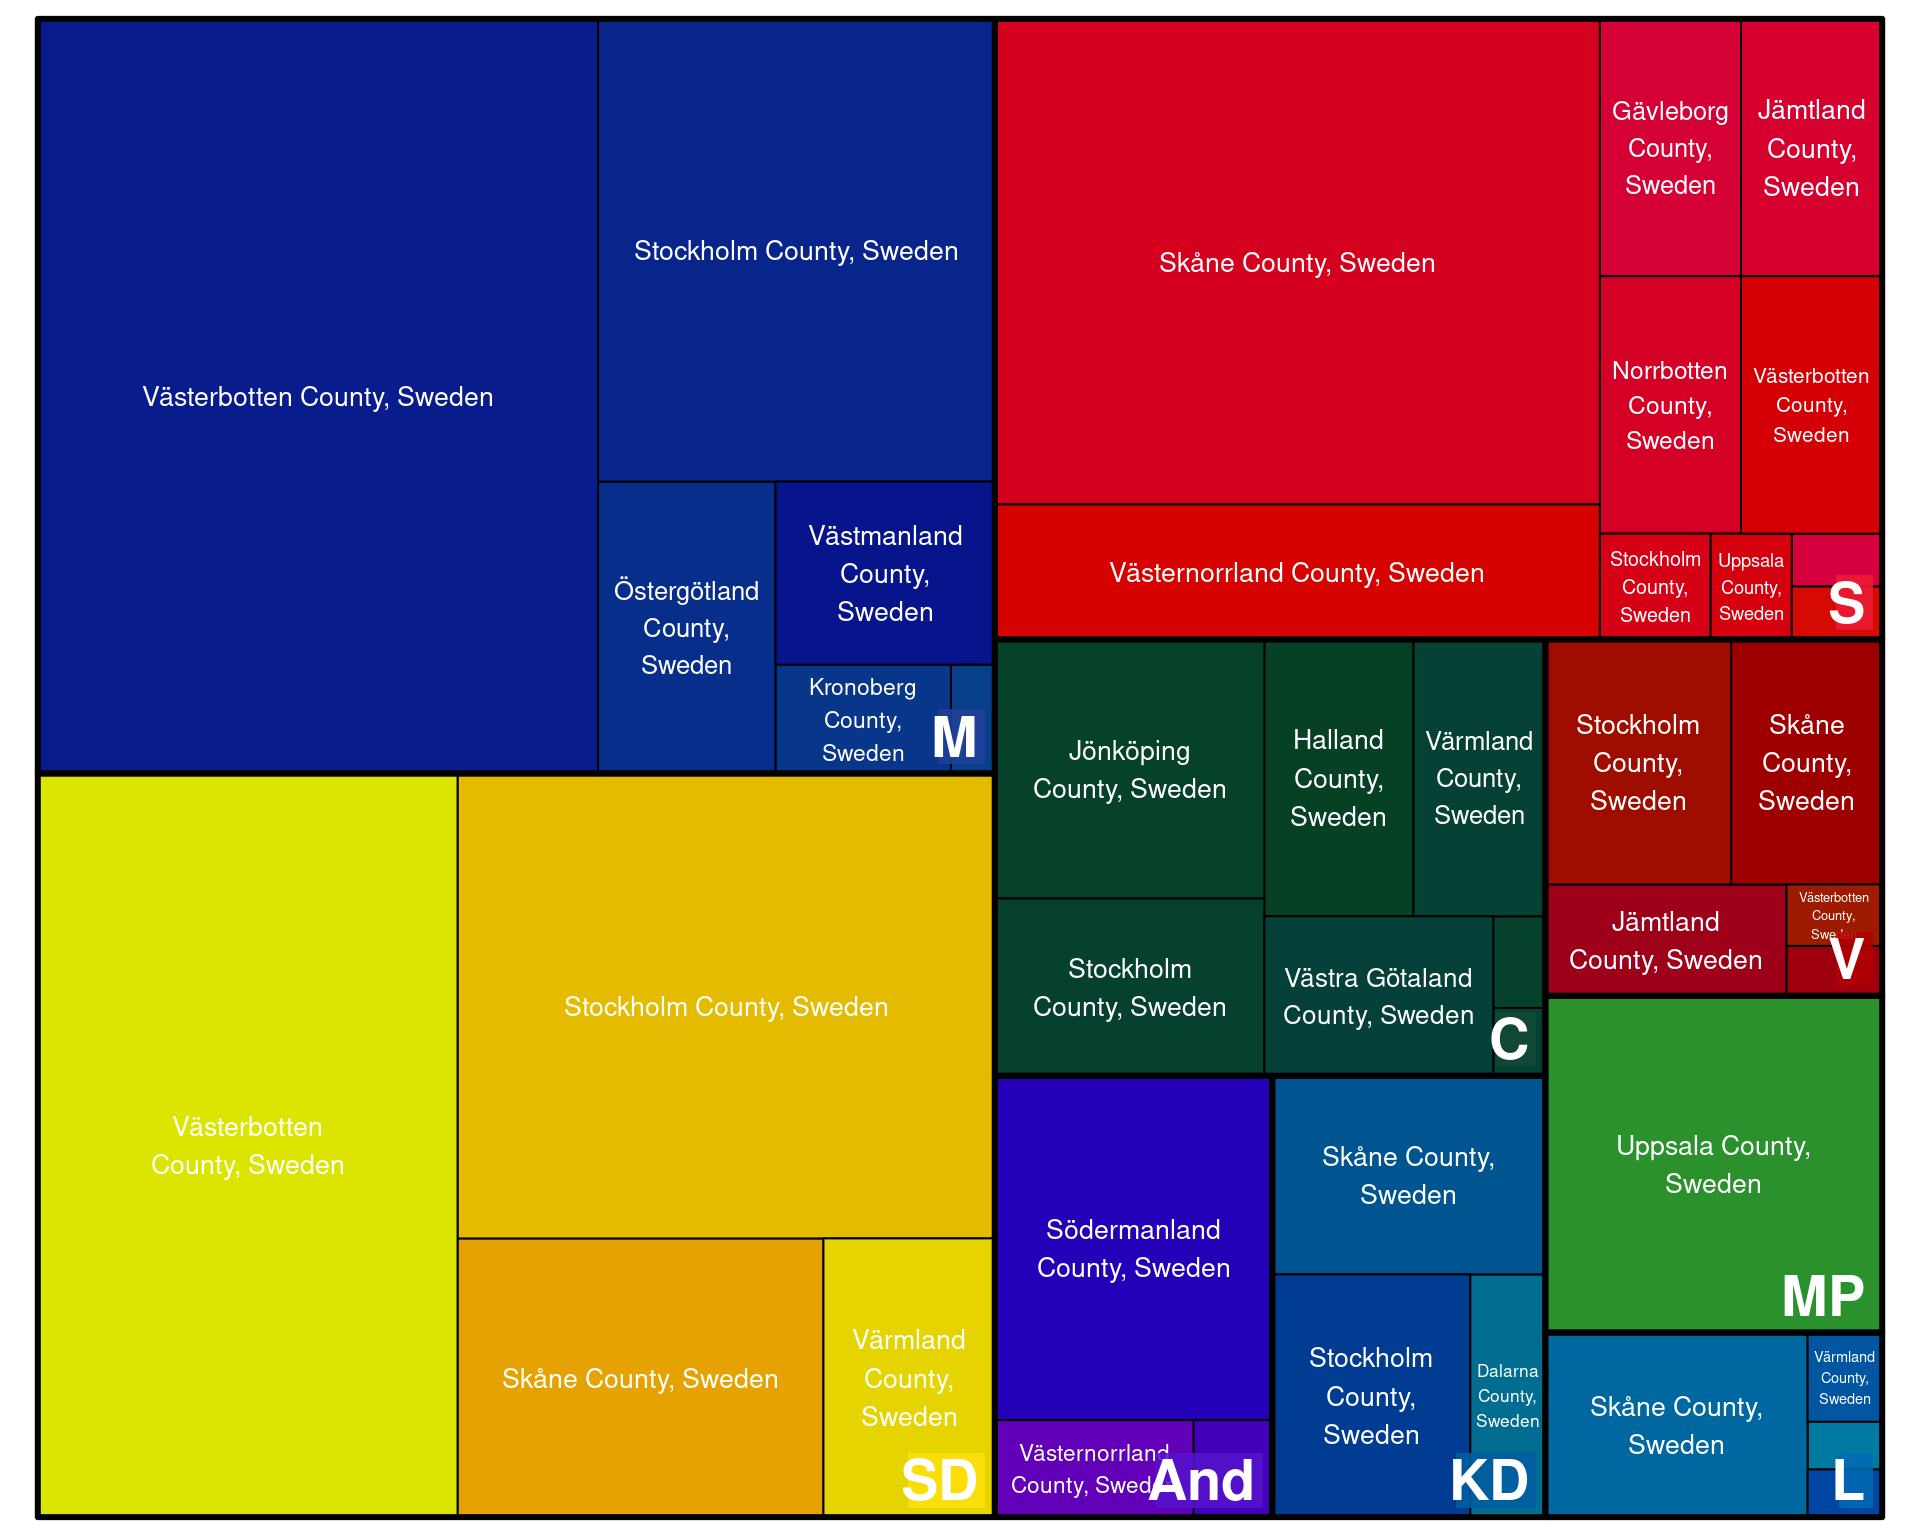 Västerbotten County, Sweden
Stockholm County, Sweden
Östergötland
County,
Sweden
Västmanland
County,
Sweden
Kronoberg
County,
Sweden
M
Västerbotten
County, Sweden
Stockholm County, Sweden
Skåne County, Sweden
Värmland
County,
Sweden
SD
Skåne County, Sweden
Västernorrland County, Sweden
Gävleborg
County,
Sweden
Jämtland
County,
Sweden
Norrbotten
County,
Sweden
Västerbotten
County,
Sweden
Stockholm
County,
Sweden
Uppsala
County,
Sweden
S
Jönköping
County, Sweden
Stockholm
County, Sweden
Halland
County,
Sweden
Värmland
County,
Sweden
Västra Götaland
County, Sweden
C
Stockholm
County,
Sweden
Skåne
County,
Sweden
Jämtland
County, Sweden
Västerbotten
County,
Sweden
V
Södermanland
County, Sweden
Västernorrland
County, Sweden
And
Skåne County,
Sweden
Stockholm
County,
Sweden
Dalarna
County,
Sweden
KD
Uppsala County,
Sweden
MP
Skåne County,
Sweden
Värmland
County,
Sweden
L